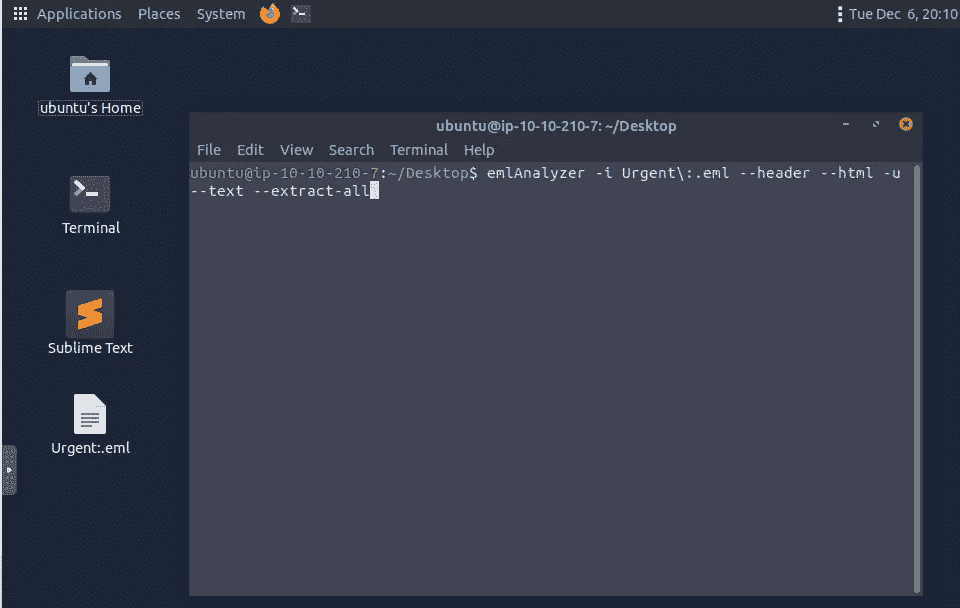 Applications Places System Tue Dec 6, 20:10
ubuntu's Home
ubuntu@ip-10-10-210-7: ~/Desktop
File Edit View Search Terminal Help
ubuntu@ip-10-10-210-7:~/Desktop$ emlAnalyzer -i Urgent\:.eml --header --html -u
--text --extract-all
Terminal
Sublime Text
Urgent:.eml